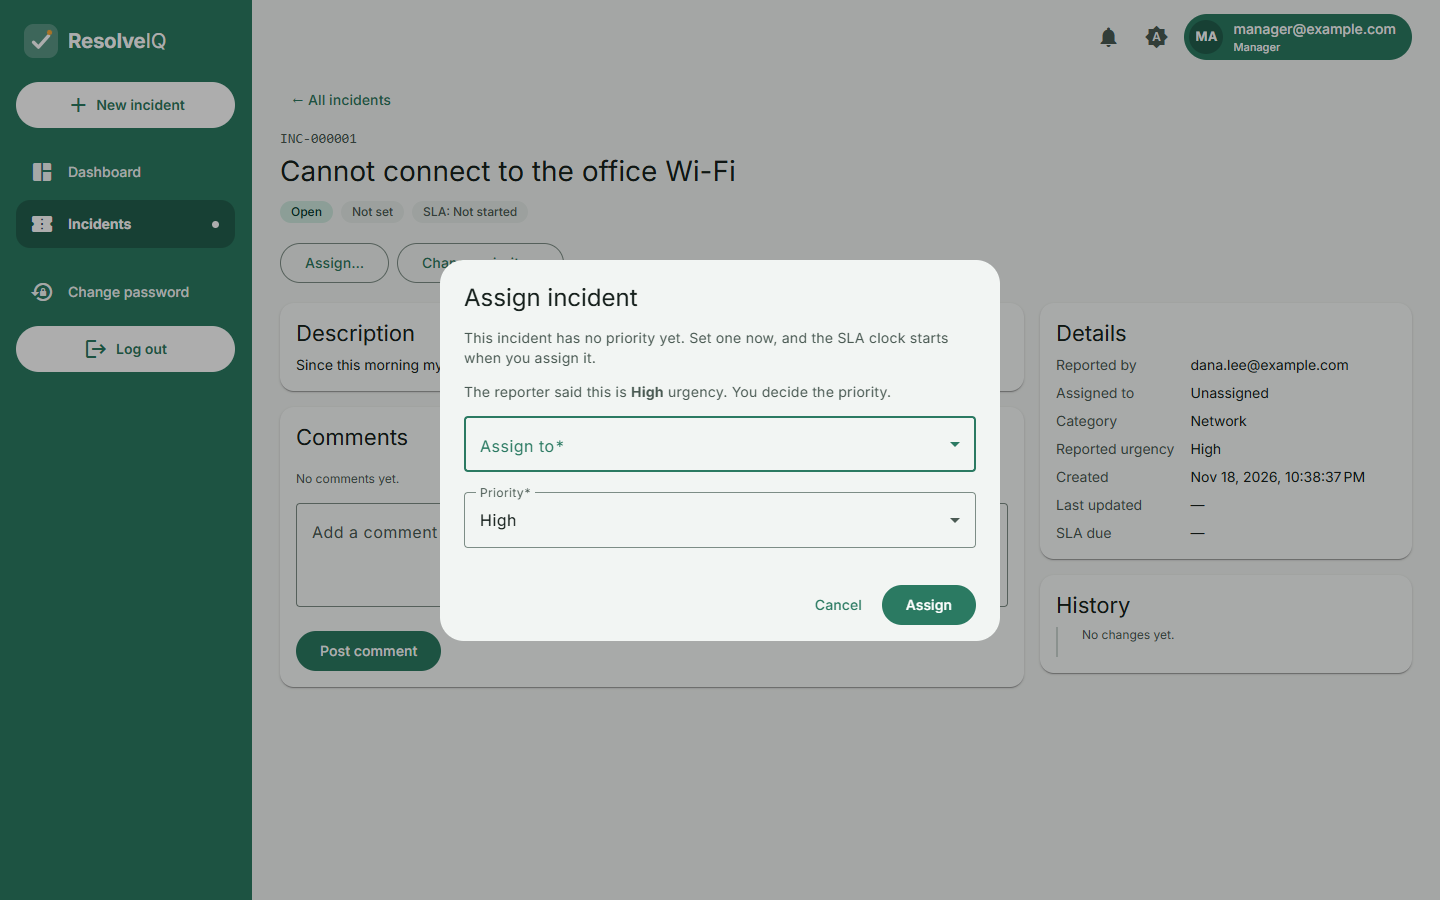 ResolveIQ
New incident
Dashboard
Incidents
Change password
Log out
A
MA
manager@example.com
Manager
← All incidents
INC-000001
Cannot connect to the office Wi-Fi
Open
Not set
SLA: Not started
Assign...
Description
Since this morning my
Comments
No comments yet.
Add a comment
Post comment
Assign incident
This incident has no priority yet. Set one now, and the SLA clock starts
when you assign it.
The reporter said this is High urgency. You decide the priority.
Assign to*
Priority*
High
Cancel
Assign
Details
Reported by dana.lee@example.com
Assigned to Unassigned
Category Network
Reported urgency High
Created Nov 18, 2026, 10:38:37 PM
Last updated —
SLA due —
History
No changes yet.